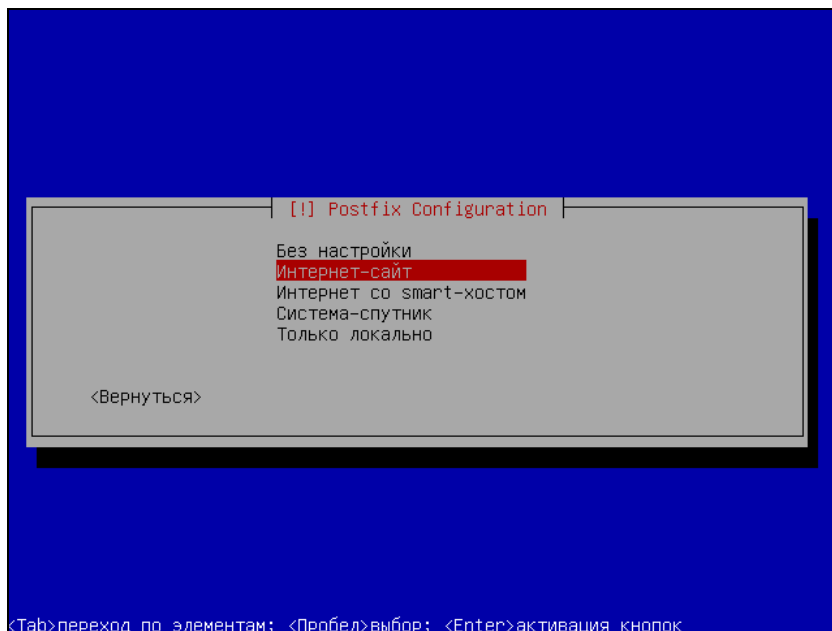 [!] Postfix Configuration
Без настройки
Интернет-сайт
Интернет со smart-хостом
Система-спутник
Только локально
<Вернуться>
<Tab>переход по элементам; <Пробел>выбор; <Enter>активация кнопок